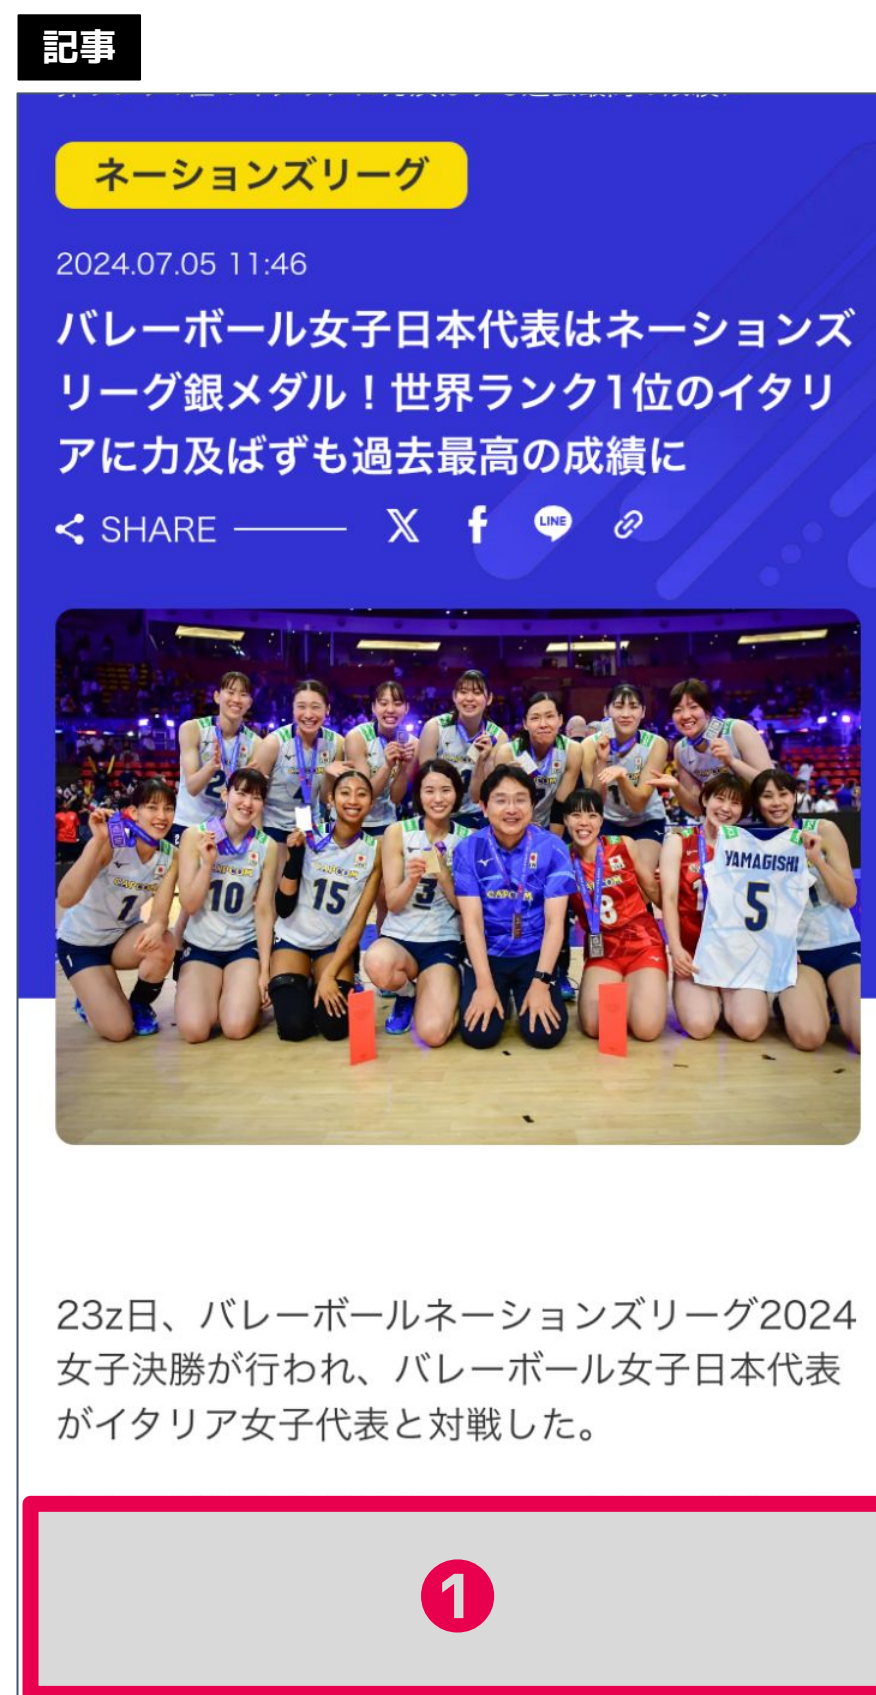 記事
ネーションズリーグ
2024.07.05 11:46
バレーボール女子日本代表はネーションズ
リーグ銀メダル！世界ランク1位のイタリ
アに力及ばずも過去最高の成績に
SHARE
LINE
YAMAGISHI
1
10
15
3
8
5
CAPCOM
23z日、バレーボールネーションズリーグ2024
女子決勝が行われ、バレーボール女子日本代表
がイタリア女子代表と対戦した。
1